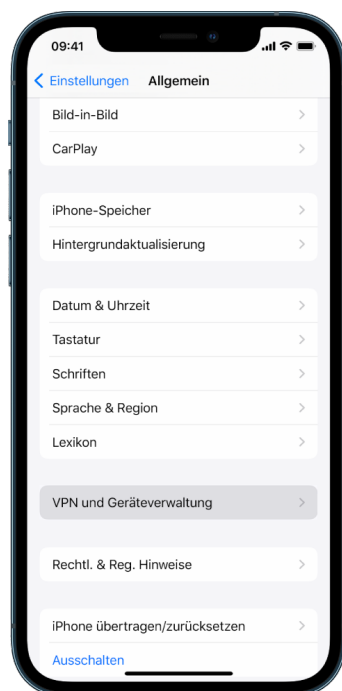 09:41
Einstellungen Allgemein
Bild-in-Bild
CarPlay
iPhone-Speicher
Hintergrundaktualisierung
Datum & Uhrzeit
Tastatur
Schriften
Sprache & Region
Lexikon
VPN und Geräteverwaltung
Rechtl. & Reg. Hinweise
iPhone übertragen/zurücksetzen
Ausschalten